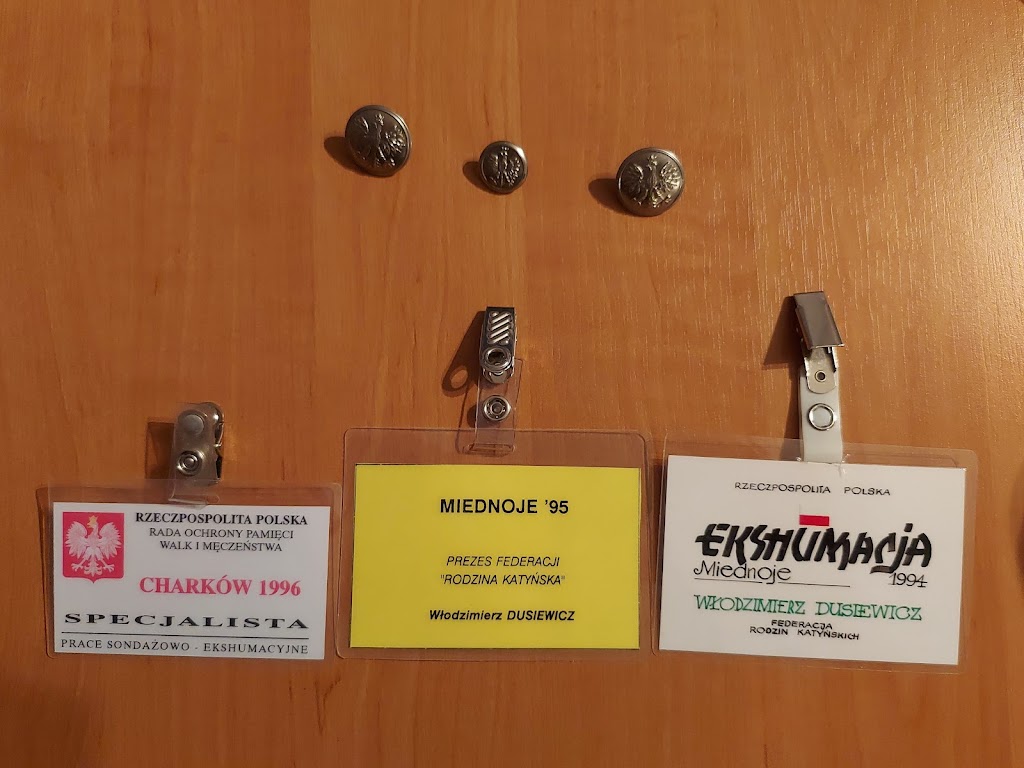 RZECZPOSPOLITA POLSKA
RADA OCHRONY PAMIĘCI
WALK I MĘCZEŃSTWA
CHARKÓW 1996
SPECJALISTA
PRACE SONDAŻOWO - EKSHUMACYJNE
MIEDNOJE '95
PREZES FEDERACJI
"RODZINA KATYŃSKA"
Włodzimierz DUSIEWICZ
RZECZPOSPOLITA POLSKA
EKSHUMACJA
Miednoje 1994
WŁODZIMIERZ DUSIEWICZ
FEDERACJA
RODZIN KATYŃSKICH